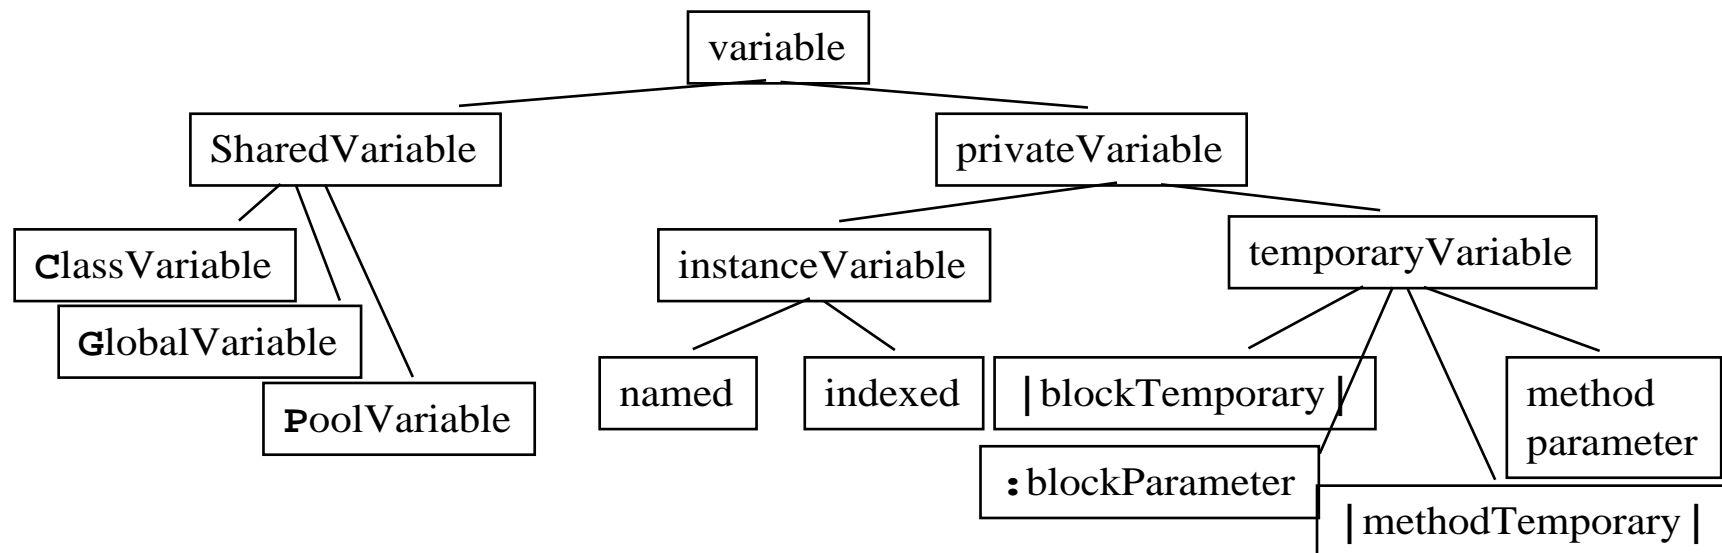 variable
SharedVariable
privateVariable
ClassVariable
instanceVariable
temporaryVariable
GlobalVariable
PoolVariable
named
indexed
|blockTemporary|
method
parameter
:blockParameter
|methodTemporary|